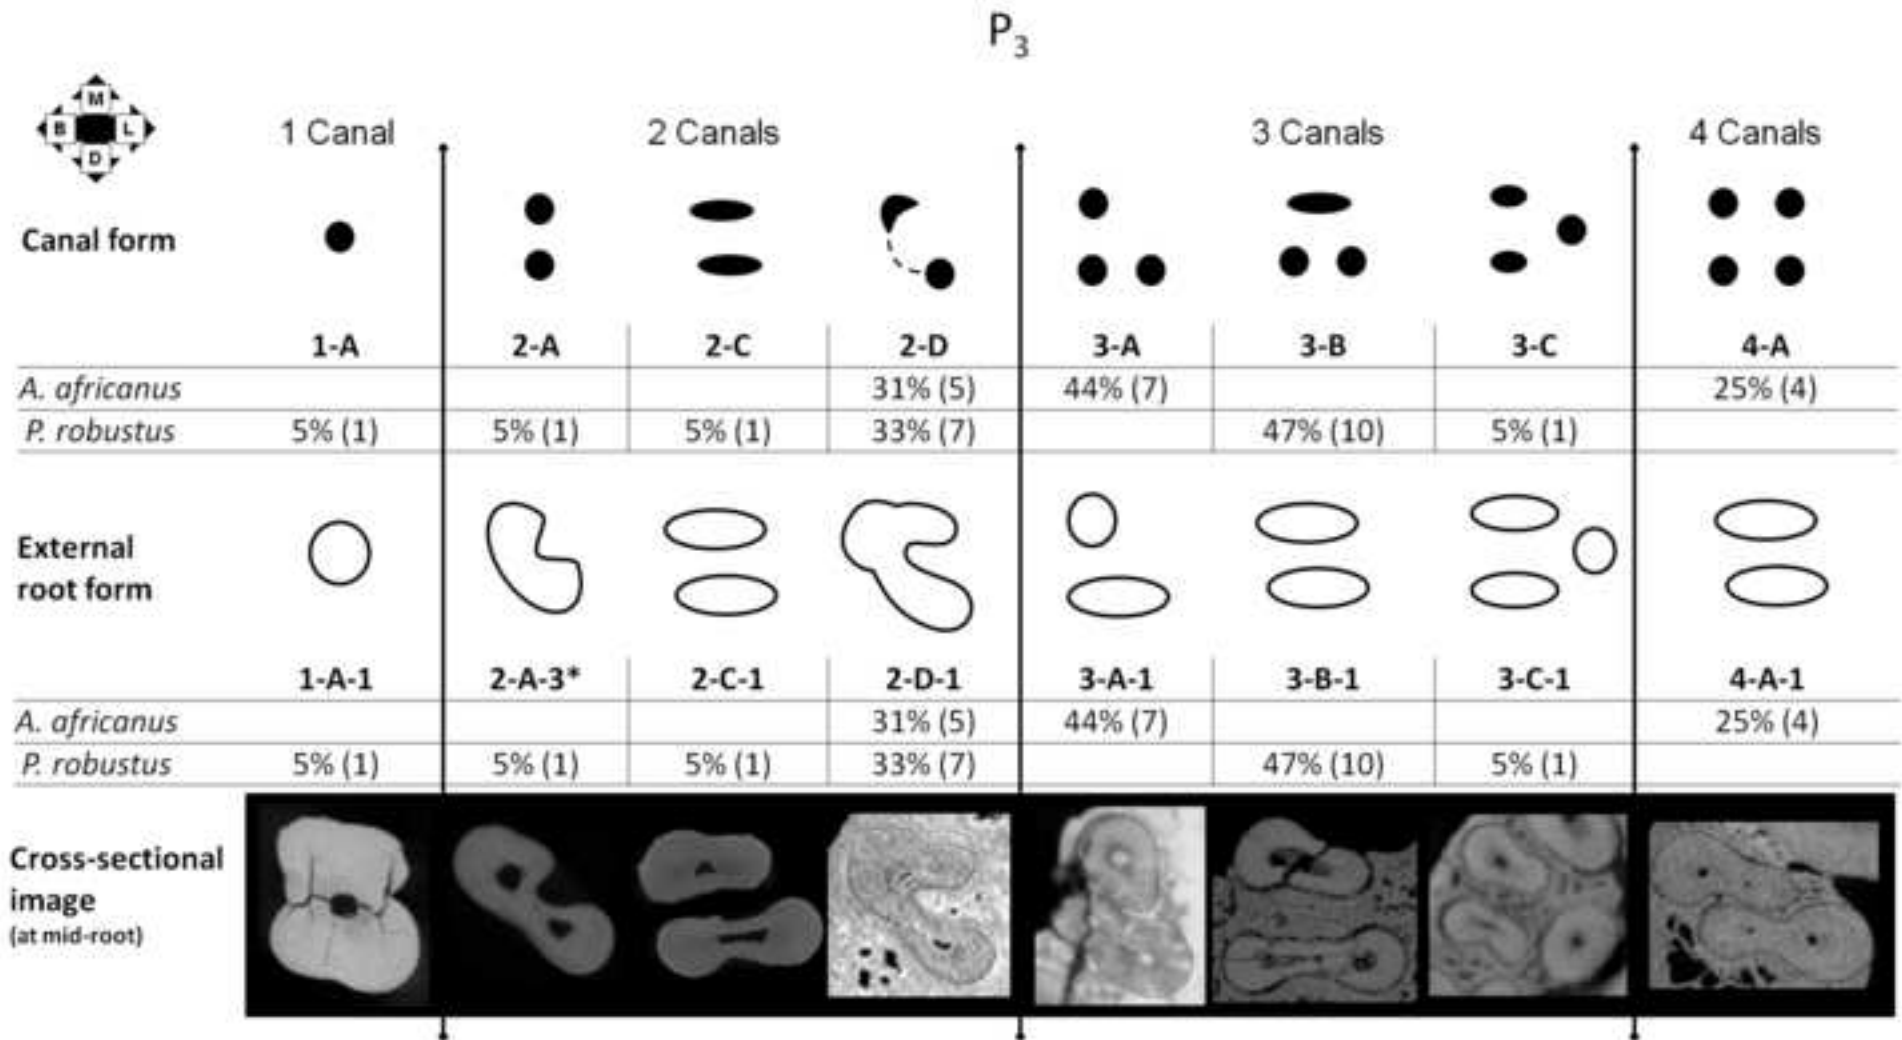 P3
M
B L
D
1 Canal 2 Canals 3 Canals 4 Canals
Canal form
1-A 2-A 2-C 2-D 3-A 3-B 3-C 4-A
A. africanus 31% (5) 44% (7) 25% (4)
P. robustus 5% (1) 5% (1) 5% (1) 33% (7) 47% (10) 5% (1)
External
root form
1-A-1 2-A-3* 2-C-1 2-D-1 3-A-1 3-B-1 3-C-1 4-A-1
A. africanus 31% (5) 44% (7) 25% (4)
P. robustus 5% (1) 5% (1) 5% (1) 33% (7) 47% (10) 5% (1)
Cross-sectional
image
(at mid-root)